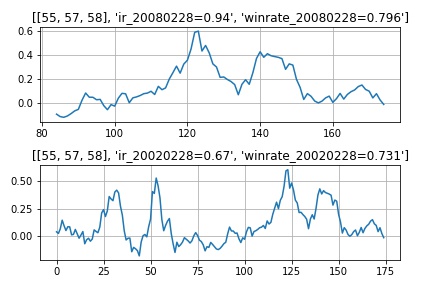 [[55, 57, 58], 'ir_20080228=0.94', 'winrate_20080228=0.796']
0.6
0.4
0.2
0.0
80 100 120 140 160
[[55, 57, 58], 'ir_20020228=0.67', 'winrate_20020228=0.731']
0.50
0.25
0.00
0 25 50 75 100 125 150 175